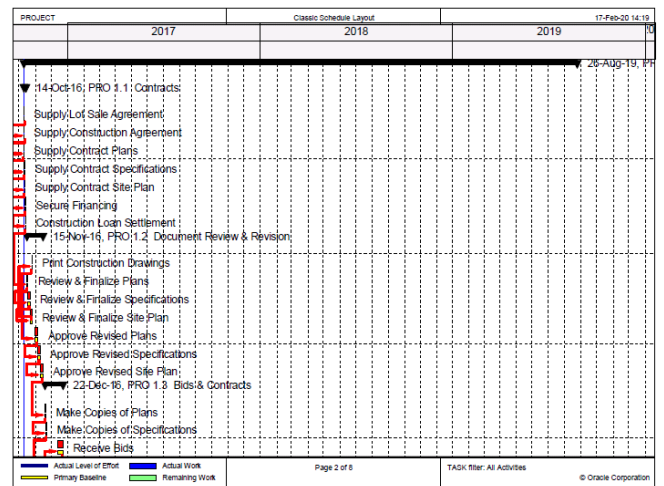 PROJECT Classic Schedule Layout 17-Feb-20 14:19
2017 2018 2019
26-Aug-19, PR
14-Oct-16, PRO 1.1 Contracts
Supply Lot Sale Agreement
Supply Construction Agreement
Supply Contract Plans
Supply Contract Specifications
Supply Contract Site Plan
Secure Financing
Construction Loan Settlement
15-Nov-16, PRO 1.2 Document Review & Revision
Print Construction Drawings
Review & Finalize Plans
Review & Finalize Specifications
Review & Finalize Site Plan
Approve Revised Plans
Approve Revised Specifications
Approve Revised Site Plan
22-Dec-16, PRO 1.3 Bids & Contracts
Make Copies of Plans
Make Copies of Specifications
Receive Bids
Actual Level of Effort Actual Work Page 2 of 8 TASK filter: All Activities
Primary Baseline Remaining Work © Oracle Corporation